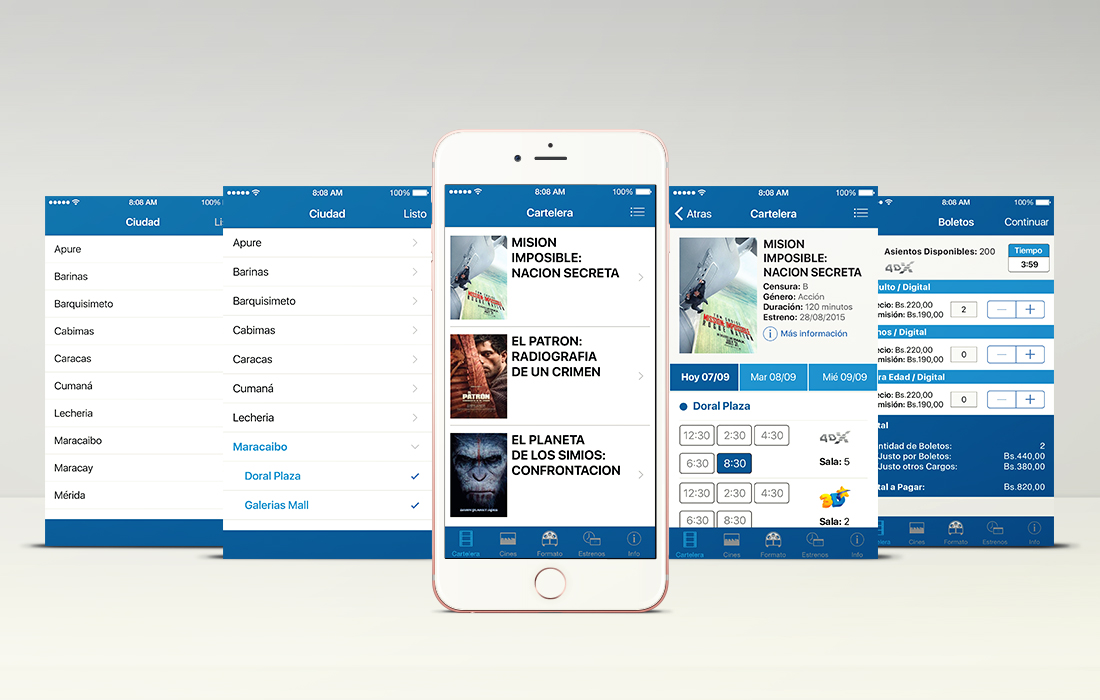 8:08 AM
100%
Ciudad
Apure
Barinas
Barquisimeto
Cabimas
Caracas
Cumaná
Lecheria
Maracaibo
Maracay
Mérida
8:08 AM
100%
Ciudad
Listo
Apure
Barinas
Barquisimeto
Cabimas
Caracas
Cumaná
Lecheria
Maracaibo
Doral Plaza
Galerias Mall
8:08 AM
100%
Cartelera
MISION
IMPOSIBLE:
NACION SECRETA
EL PATRON:
RADIOGRAFIA
DE UN CRIMEN
EL PLANETA
DE LOS SIMIOS:
CONFRONTACION
Cartelera
Cines
Formato
Estrenos
Info
8:08 AM
100%
Atras
Cartelera
MISION
IMPOSIBLE:
NACION SECRETA
Censura: B
Género: Acción
Duración: 120 minutos
Estreno: 28/08/2015
Más información
Hoy 07/09
Mar 08/09
Mié 09/09
Doral Plaza
12:30 2:30 4:30
4DX
6:30 8:30
Sala: 5
12:30 2:30 4:30
3D
6:30 8:30
Sala: 2
Cartelera
Cines
Formato
Estrenos
Info
8:08 AM
100%
Boletos
Continuar
Asientos Disponibles: 200
Tiempo
4DX
3:59
ulto / Digital
ecio: Bs.220,00
misión: Bs.190,00
2
nos / Digital
ecio: Bs.220,00
misión: Bs.190,00
0
ra Edad / Digital
ecio: Bs.220,00
misión: Bs.190,00
0
tal
ntidad de Boletos: 2
Justo por Boletos: Bs.440,00
Justo otros Cargos: Bs.380,00
tal a Pagar: Bs.820,00
Cines
Formato
Estrenos
Info